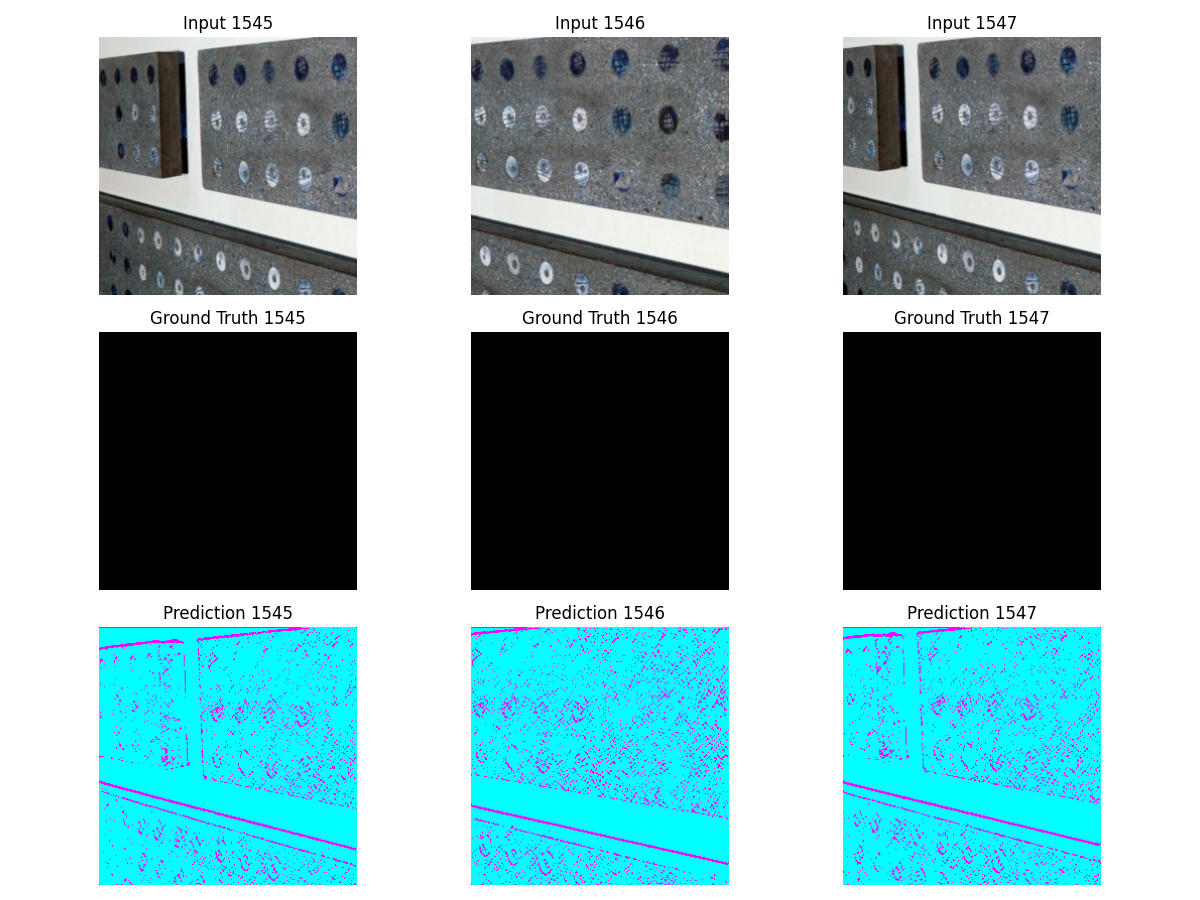 Input 1545
Input 1546
Input 1547
Ground Truth 1545
Ground Truth 1546
Ground Truth 1547
Prediction 1545
Prediction 1546
Prediction 1547